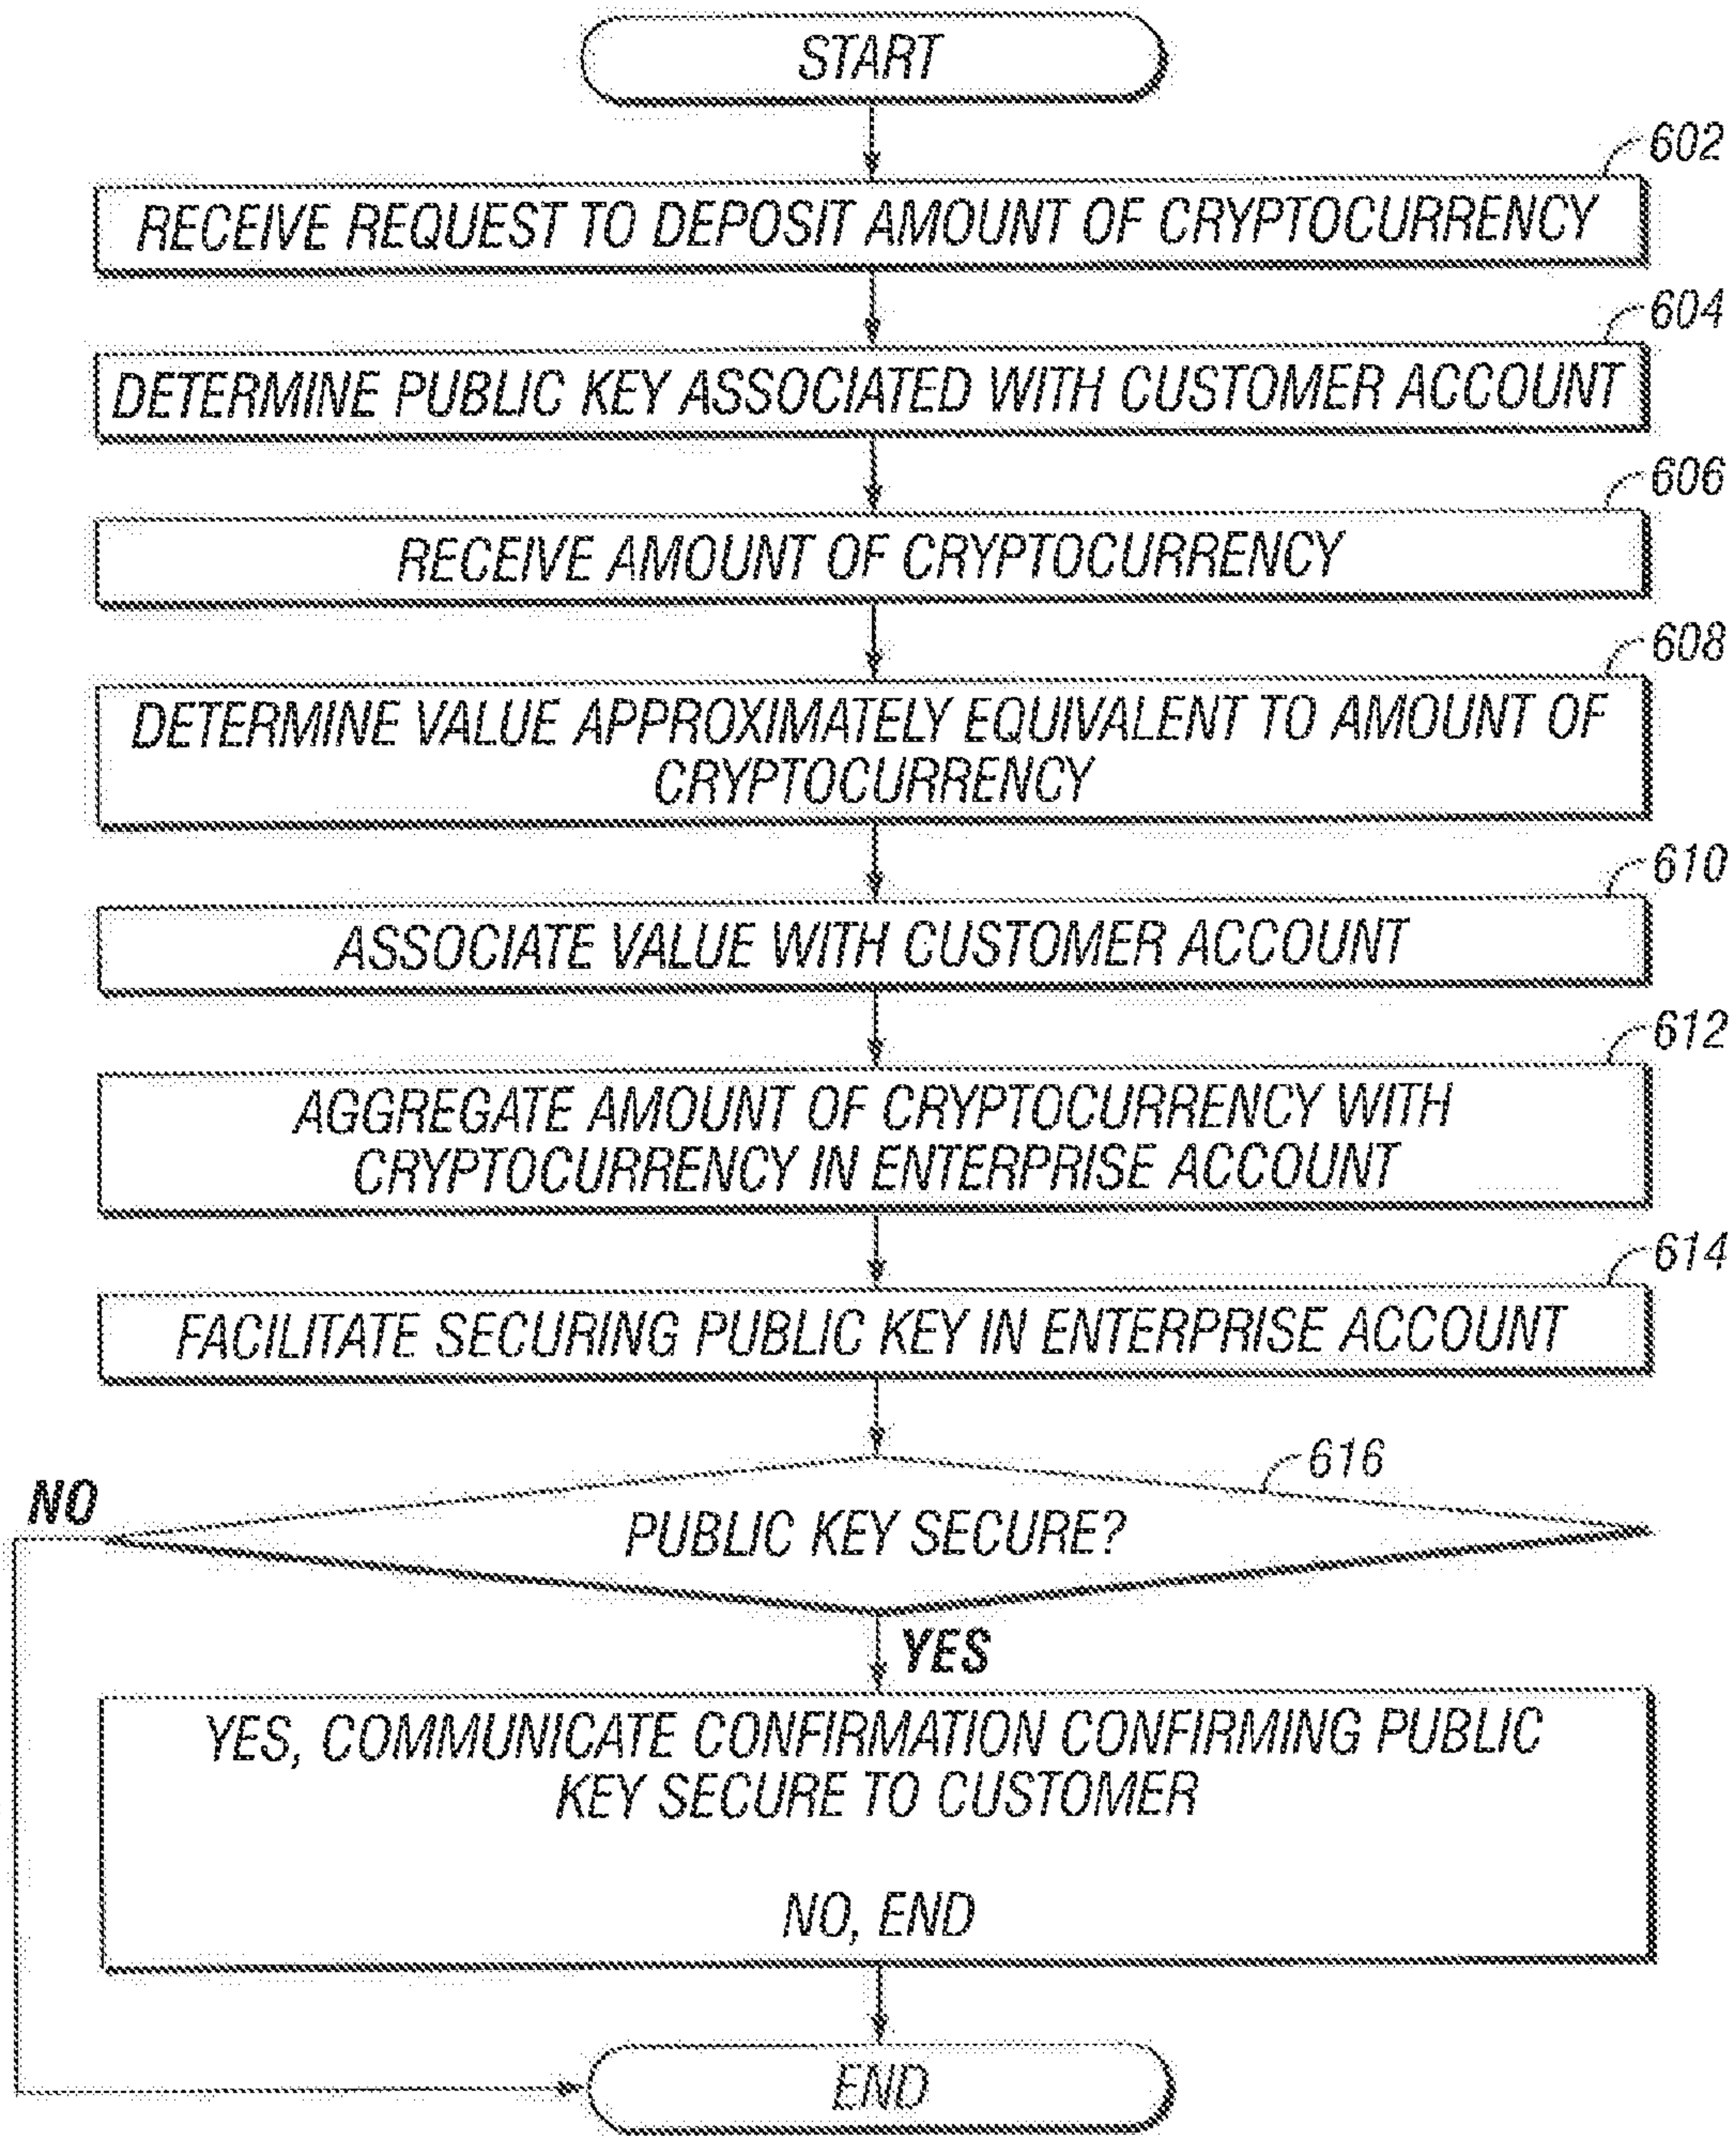 START
602
RECEIVE REQUEST TO DEPOSIT AMOUNT OF CRYPTOCURRENCY
604
DETERMINE PUBLIC KEY ASSOCIATED WITH CUSTOMER ACCOUNT
606
RECEIVE AMOUNT OF CRYPTOCURRENCY
608
DETERMINE VALUE APPROXIMATELY EQUIVALENT TO AMOUNT OF
CRYPTOCURRENCY
610
ASSOCIATE VALUE WITH CUSTOMER ACCOUNT
612
AGGREGATE AMOUNT OF CRYPTOCURRENCY WITH
CRYPTOCURRENCY IN ENTERPRISE ACCOUNT
614
FACILITATE SECURING PUBLIC KEY IN ENTERPRISE ACCOUNT
616
NO
PUBLIC KEY SECURE?
YES
YES, COMMUNICATE CONFIRMATION CONFIRMING PUBLIC
KEY SECURE TO CUSTOMER
NO, END
END